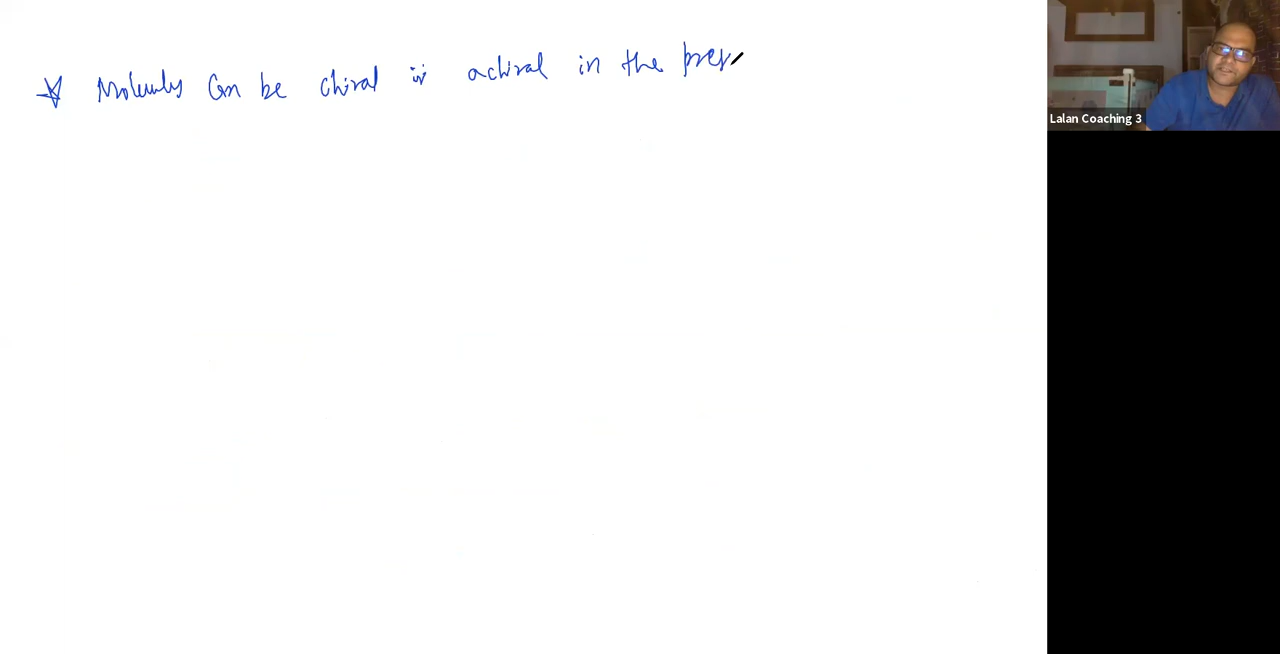 Molecules can be chiral or achiral in the pres
Lalan Coaching 3